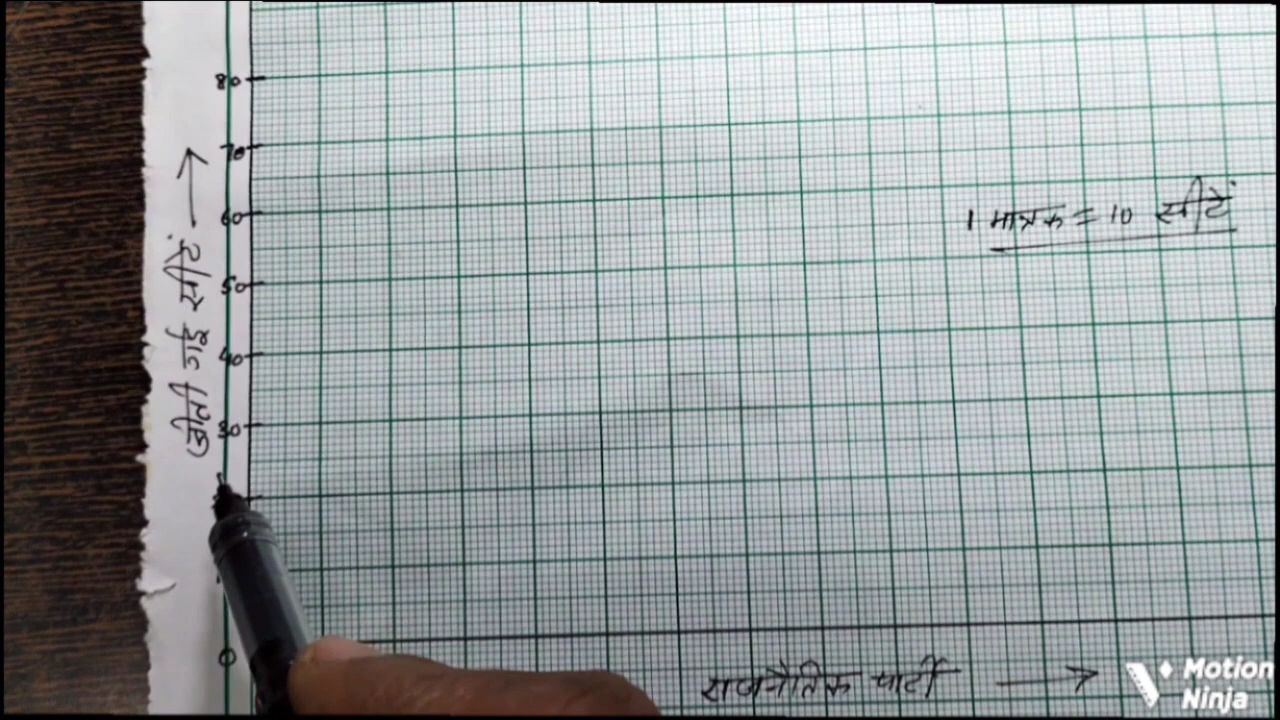 80
70
60
50
40
30
0
जीती गई सीटें →
1 मात्रक = 10 सीटें
राजनैतिक पार्टी →
Motion
Ninja